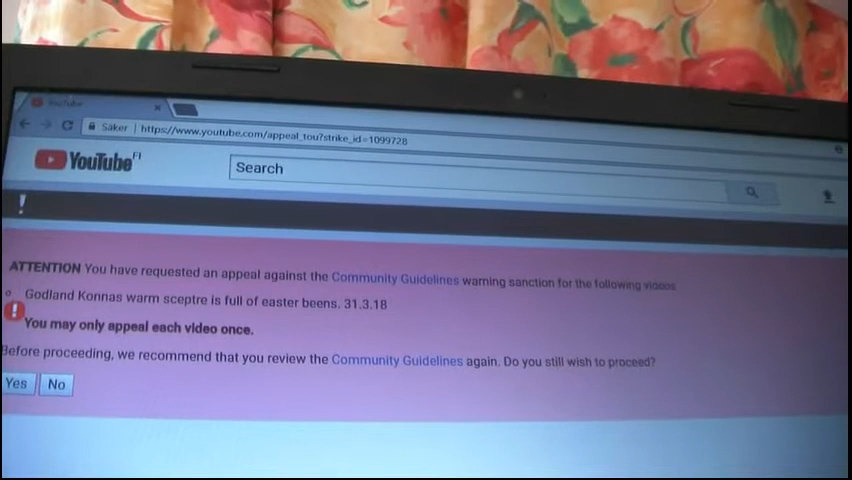 YouTube
Säker | https://www.youtube.com/appeal_tou?strike_id=1099728
YouTube FI
Search
ATTENTION You have requested an appeal against the Community Guidelines warning sanction for the following videos
Godland Konnas warm sceptre is full of easter beens. 31.3.18
You may only appeal each video once.
Before proceeding, we recommend that you review the Community Guidelines again. Do you still wish to proceed?
Yes No